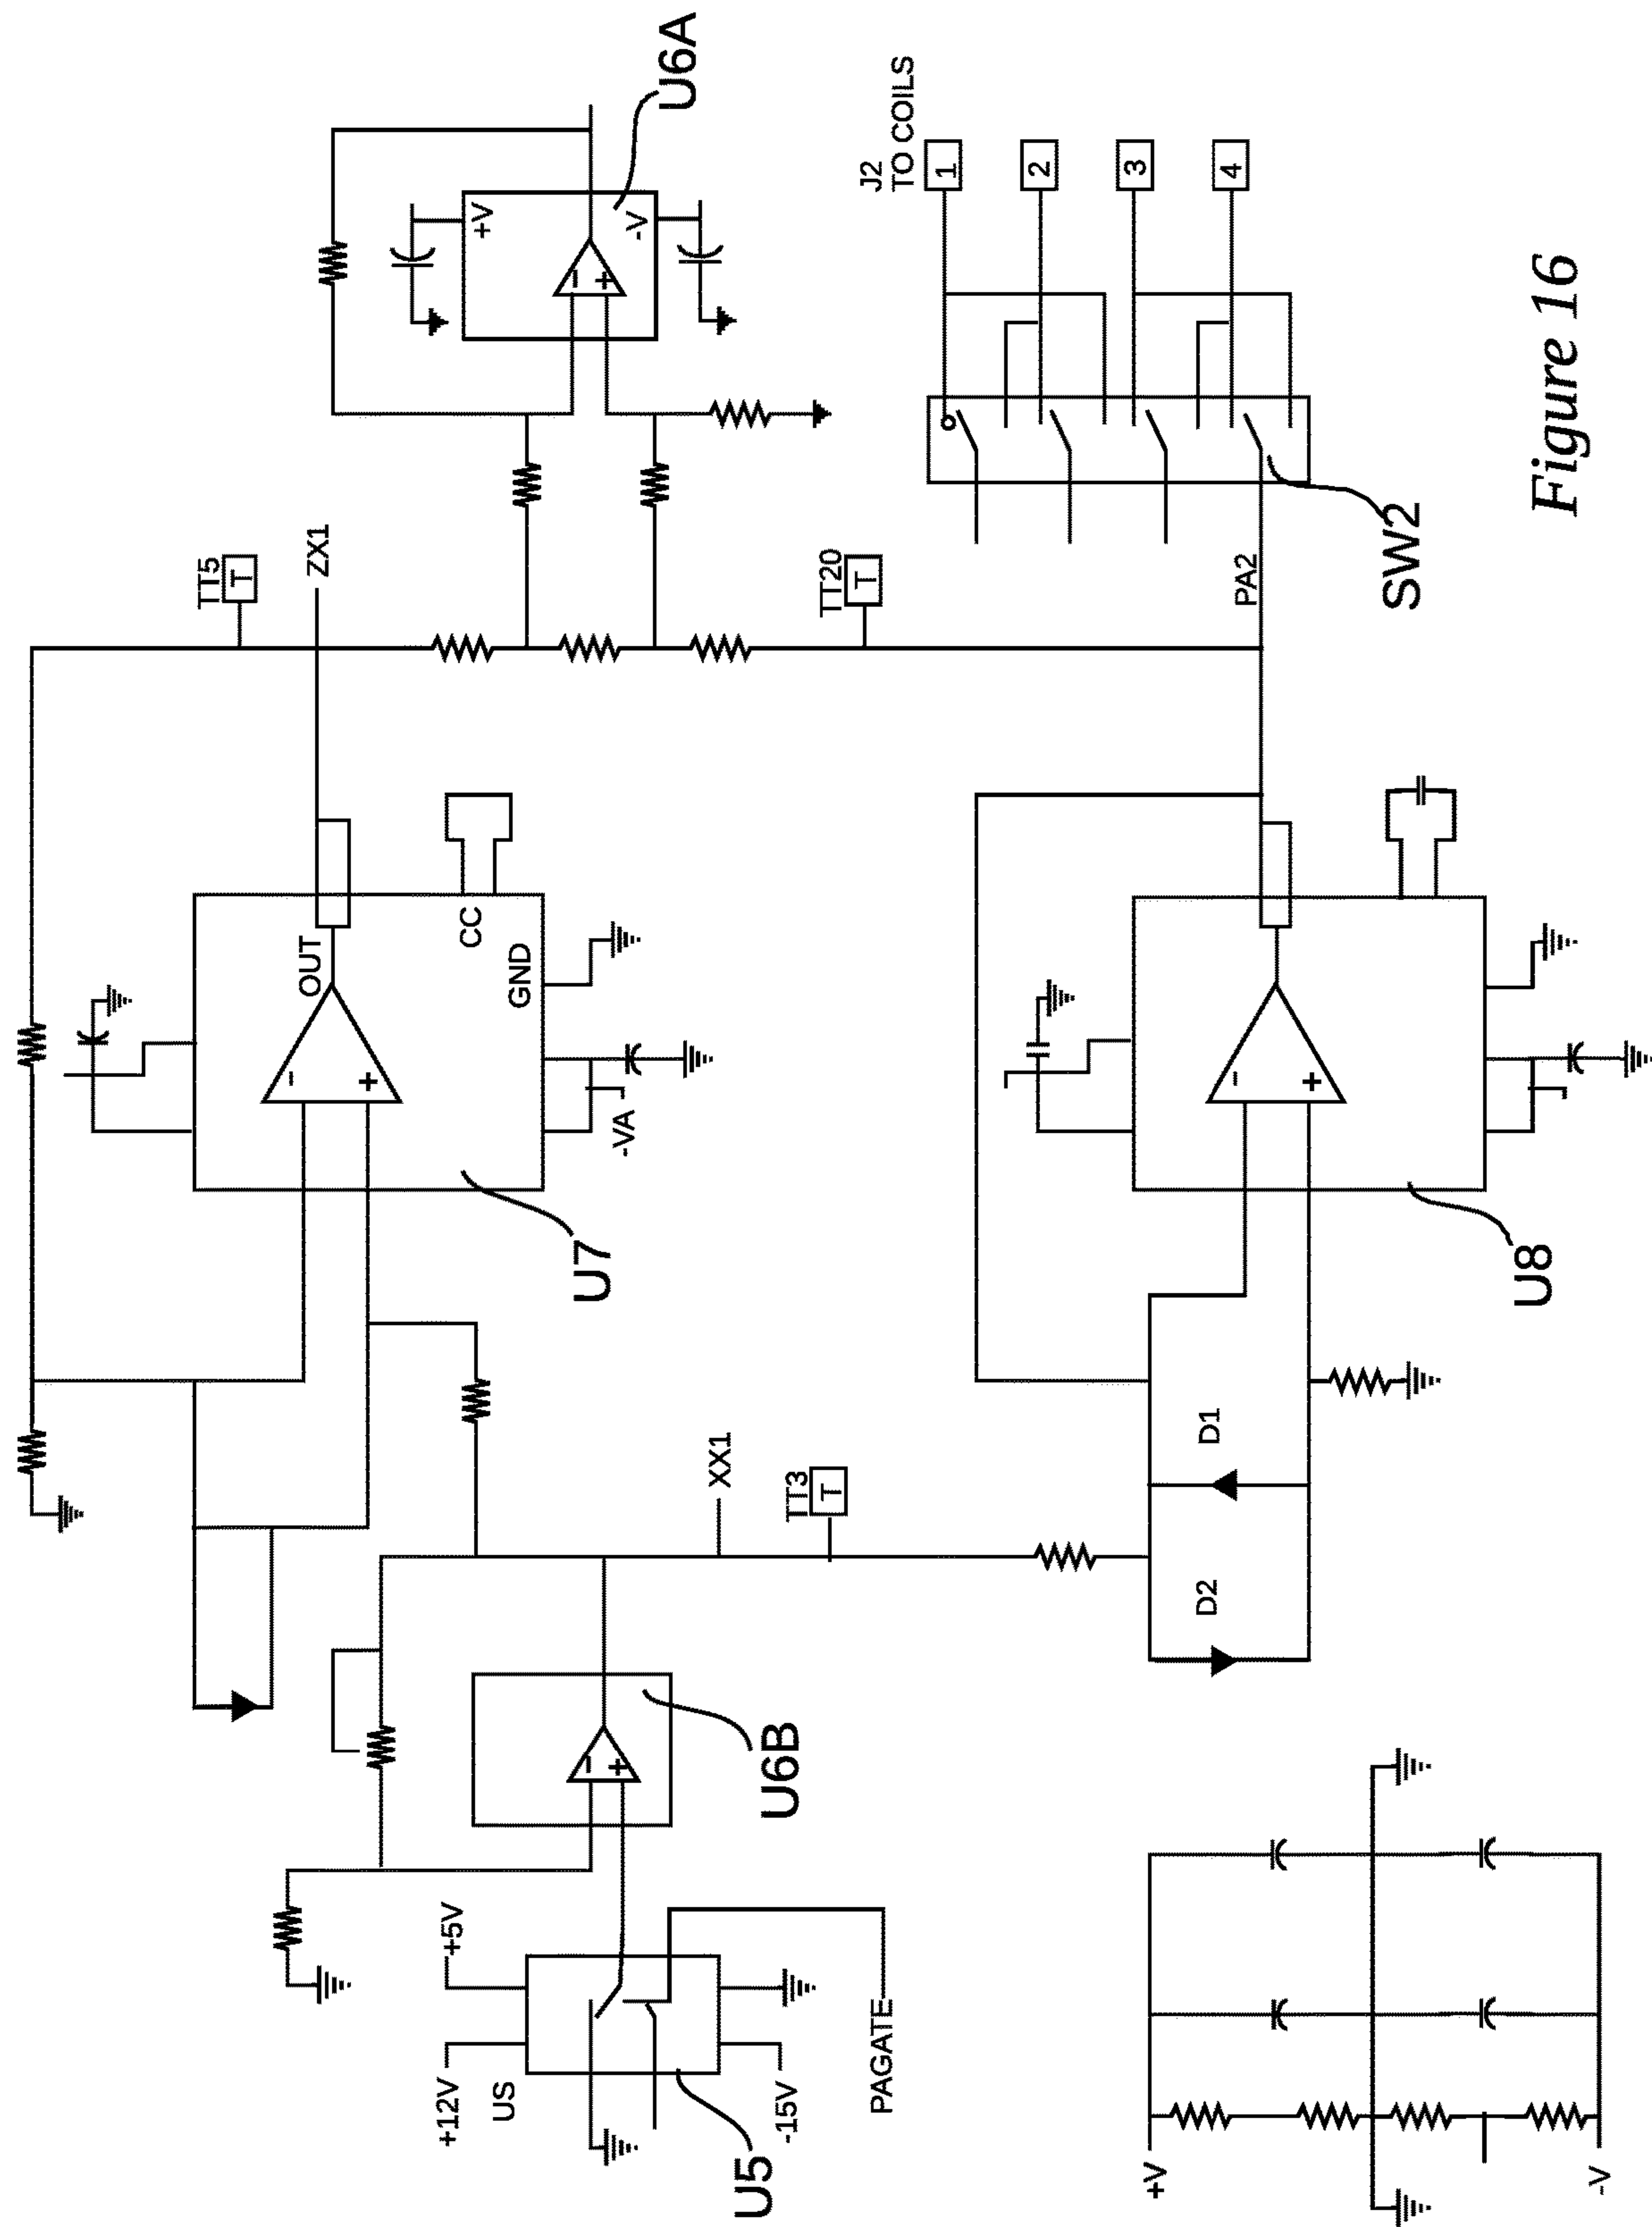 TT5
T
-
OUT
ZX1
+
+12V
+5V
CC
+V
US
GND
-
+
-
+
U7
-VA
-V
U6A
XX1
U5
U6B
-15V
TT3
T
TT20
T
PAGATE
J2
TO COILS
1
2
3
+V
D2
D1
4
-
PA2
+
SW2
U8
Figure 16
-V